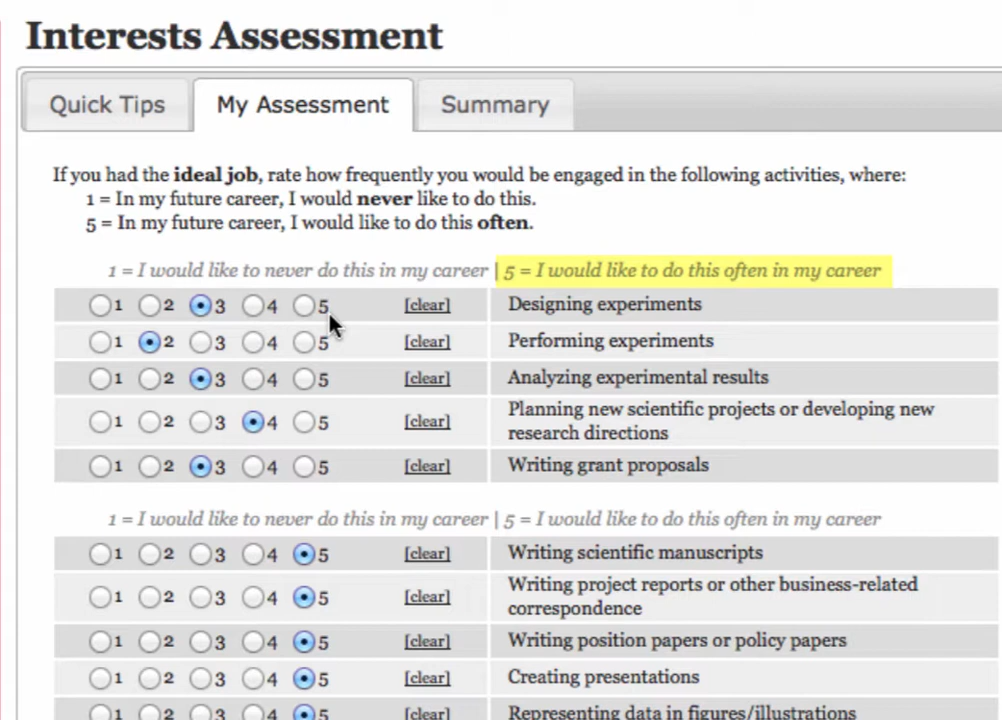 Interests Assessment
Quick Tips My Assessment Summary
If you had the ideal job, rate how frequently you would be engaged in the following activities, where:
1 = In my future career, I would never like to do this.
5 = In my future career, I would like to do this often.
1 = I would like to never do this in my career | 5 = I would like to do this often in my career
1 2 3 4 5 [clear] Designing experiments
1 2 3 4 5 [clear] Performing experiments
1 2 3 4 5 [clear] Analyzing experimental results
1 2 3 4 5 [clear] Planning new scientific projects or developing new
research directions
1 2 3 4 5 [clear] Writing grant proposals
1 = I would like to never do this in my career | 5 = I would like to do this often in my career
1 2 3 4 5 [clear] Writing scientific manuscripts
1 2 3 4 5 [clear] Writing project reports or other business-related
correspondence
1 2 3 4 5 [clear] Writing position papers or policy papers
1 2 3 4 5 [clear] Creating presentations
1 2 3 4 5 [clear] Representing data in figures/illustrations